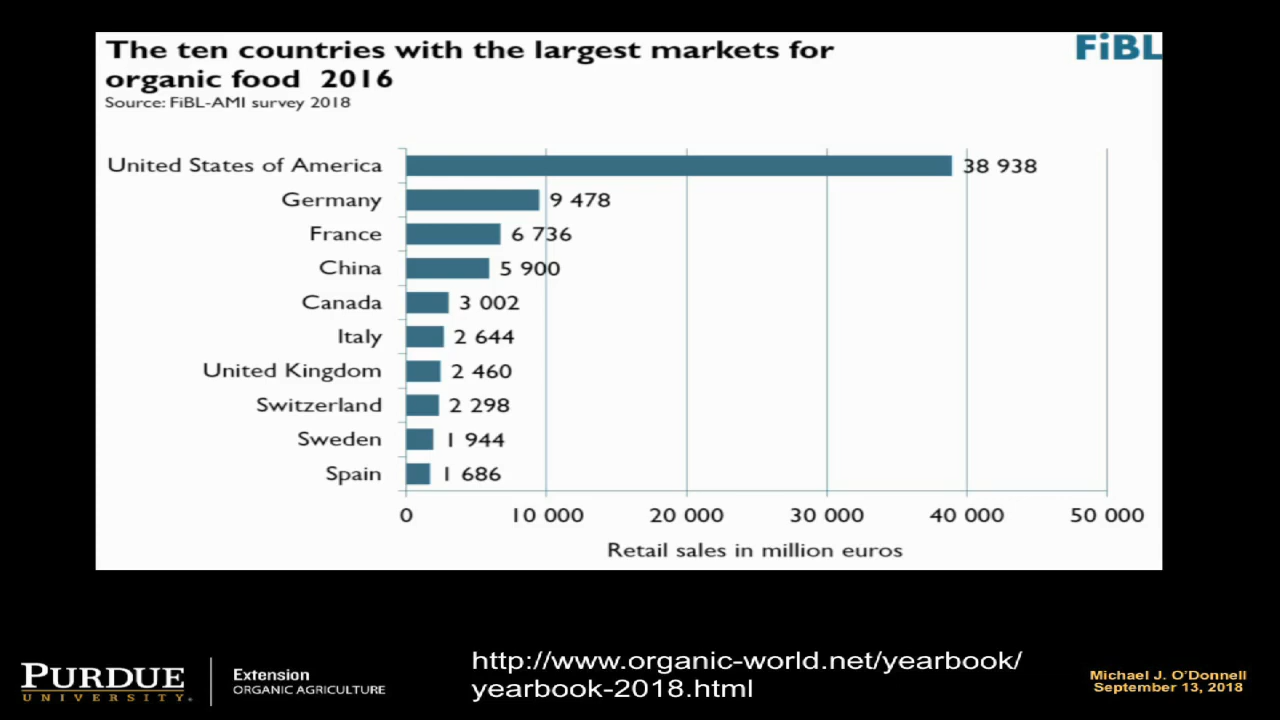 The ten countries with the largest markets for
organic food 2016
FiBL
Source: FiBL-AMI survey 2018
United States of America 38 938
Germany 9 478
France 6 736
China 5 900
Canada 3 002
Italy 2 644
United Kingdom 2 460
Switzerland 2 298
Sweden 1 944
Spain 1 686
0 10 000 20 000 30 000 40 000 50 000
Retail sales in million euros
PURDUE
UNIVERSITY.
Extension
ORGANIC AGRICULTURE
http://www.organic-world.net/yearbook/
yearbook-2018.html
Michael J. O'Donnell
September 13, 2018